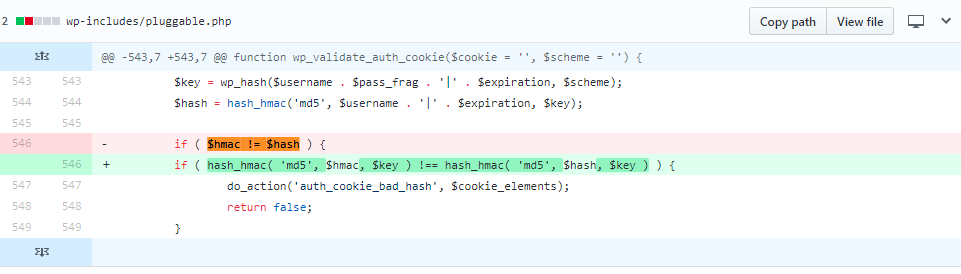 2 wp-includes/pluggable.php Copy path View file
@@ -543,7 +543,7 @@ function wp_validate_auth_cookie($cookie = '', $scheme = '') {
543 543 $key = wp_hash($username . $pass_frag . '|' . $expiration, $scheme);
544 544 $hash = hash_hmac('md5', $username . '|' . $expiration, $key);
545 545
546 - if ( $hmac != $hash ) {
546 + if ( hash_hmac( 'md5', $hmac, $key ) !== hash_hmac( 'md5', $hash, $key ) ) {
547 547 do_action('auth_cookie_bad_hash', $cookie_elements);
548 548 return false;
549 549 }